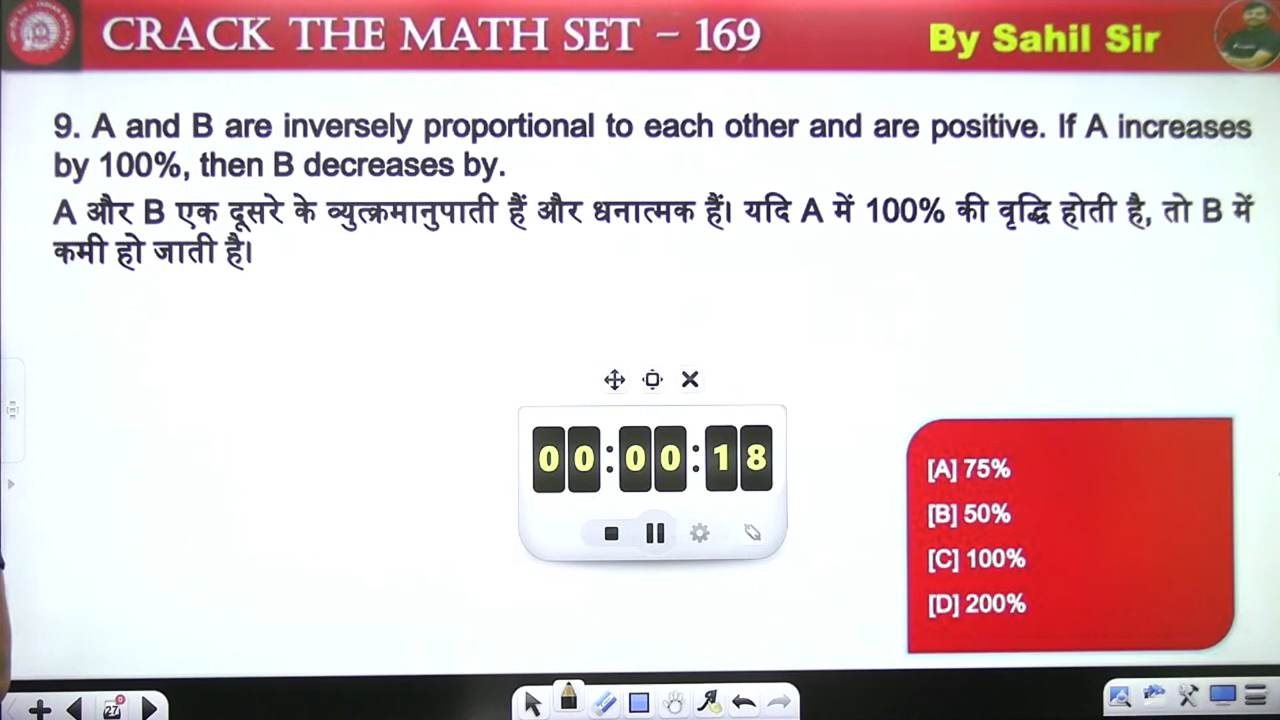 CRACK THE MATH SET – 169
By Sahil Sir
9. A and B are inversely proportional to each other and are positive. If A increases
by 100%, then B decreases by.
A और B एक दूसरे के व्युत्क्रमानुपाती हैं और धनात्मक हैं। यदि A में 100% की वृद्धि होती है, तो B में
कमी हो जाती है।
00:00:18
[A] 75%
[B] 50%
[C] 100%
[D] 200%
27